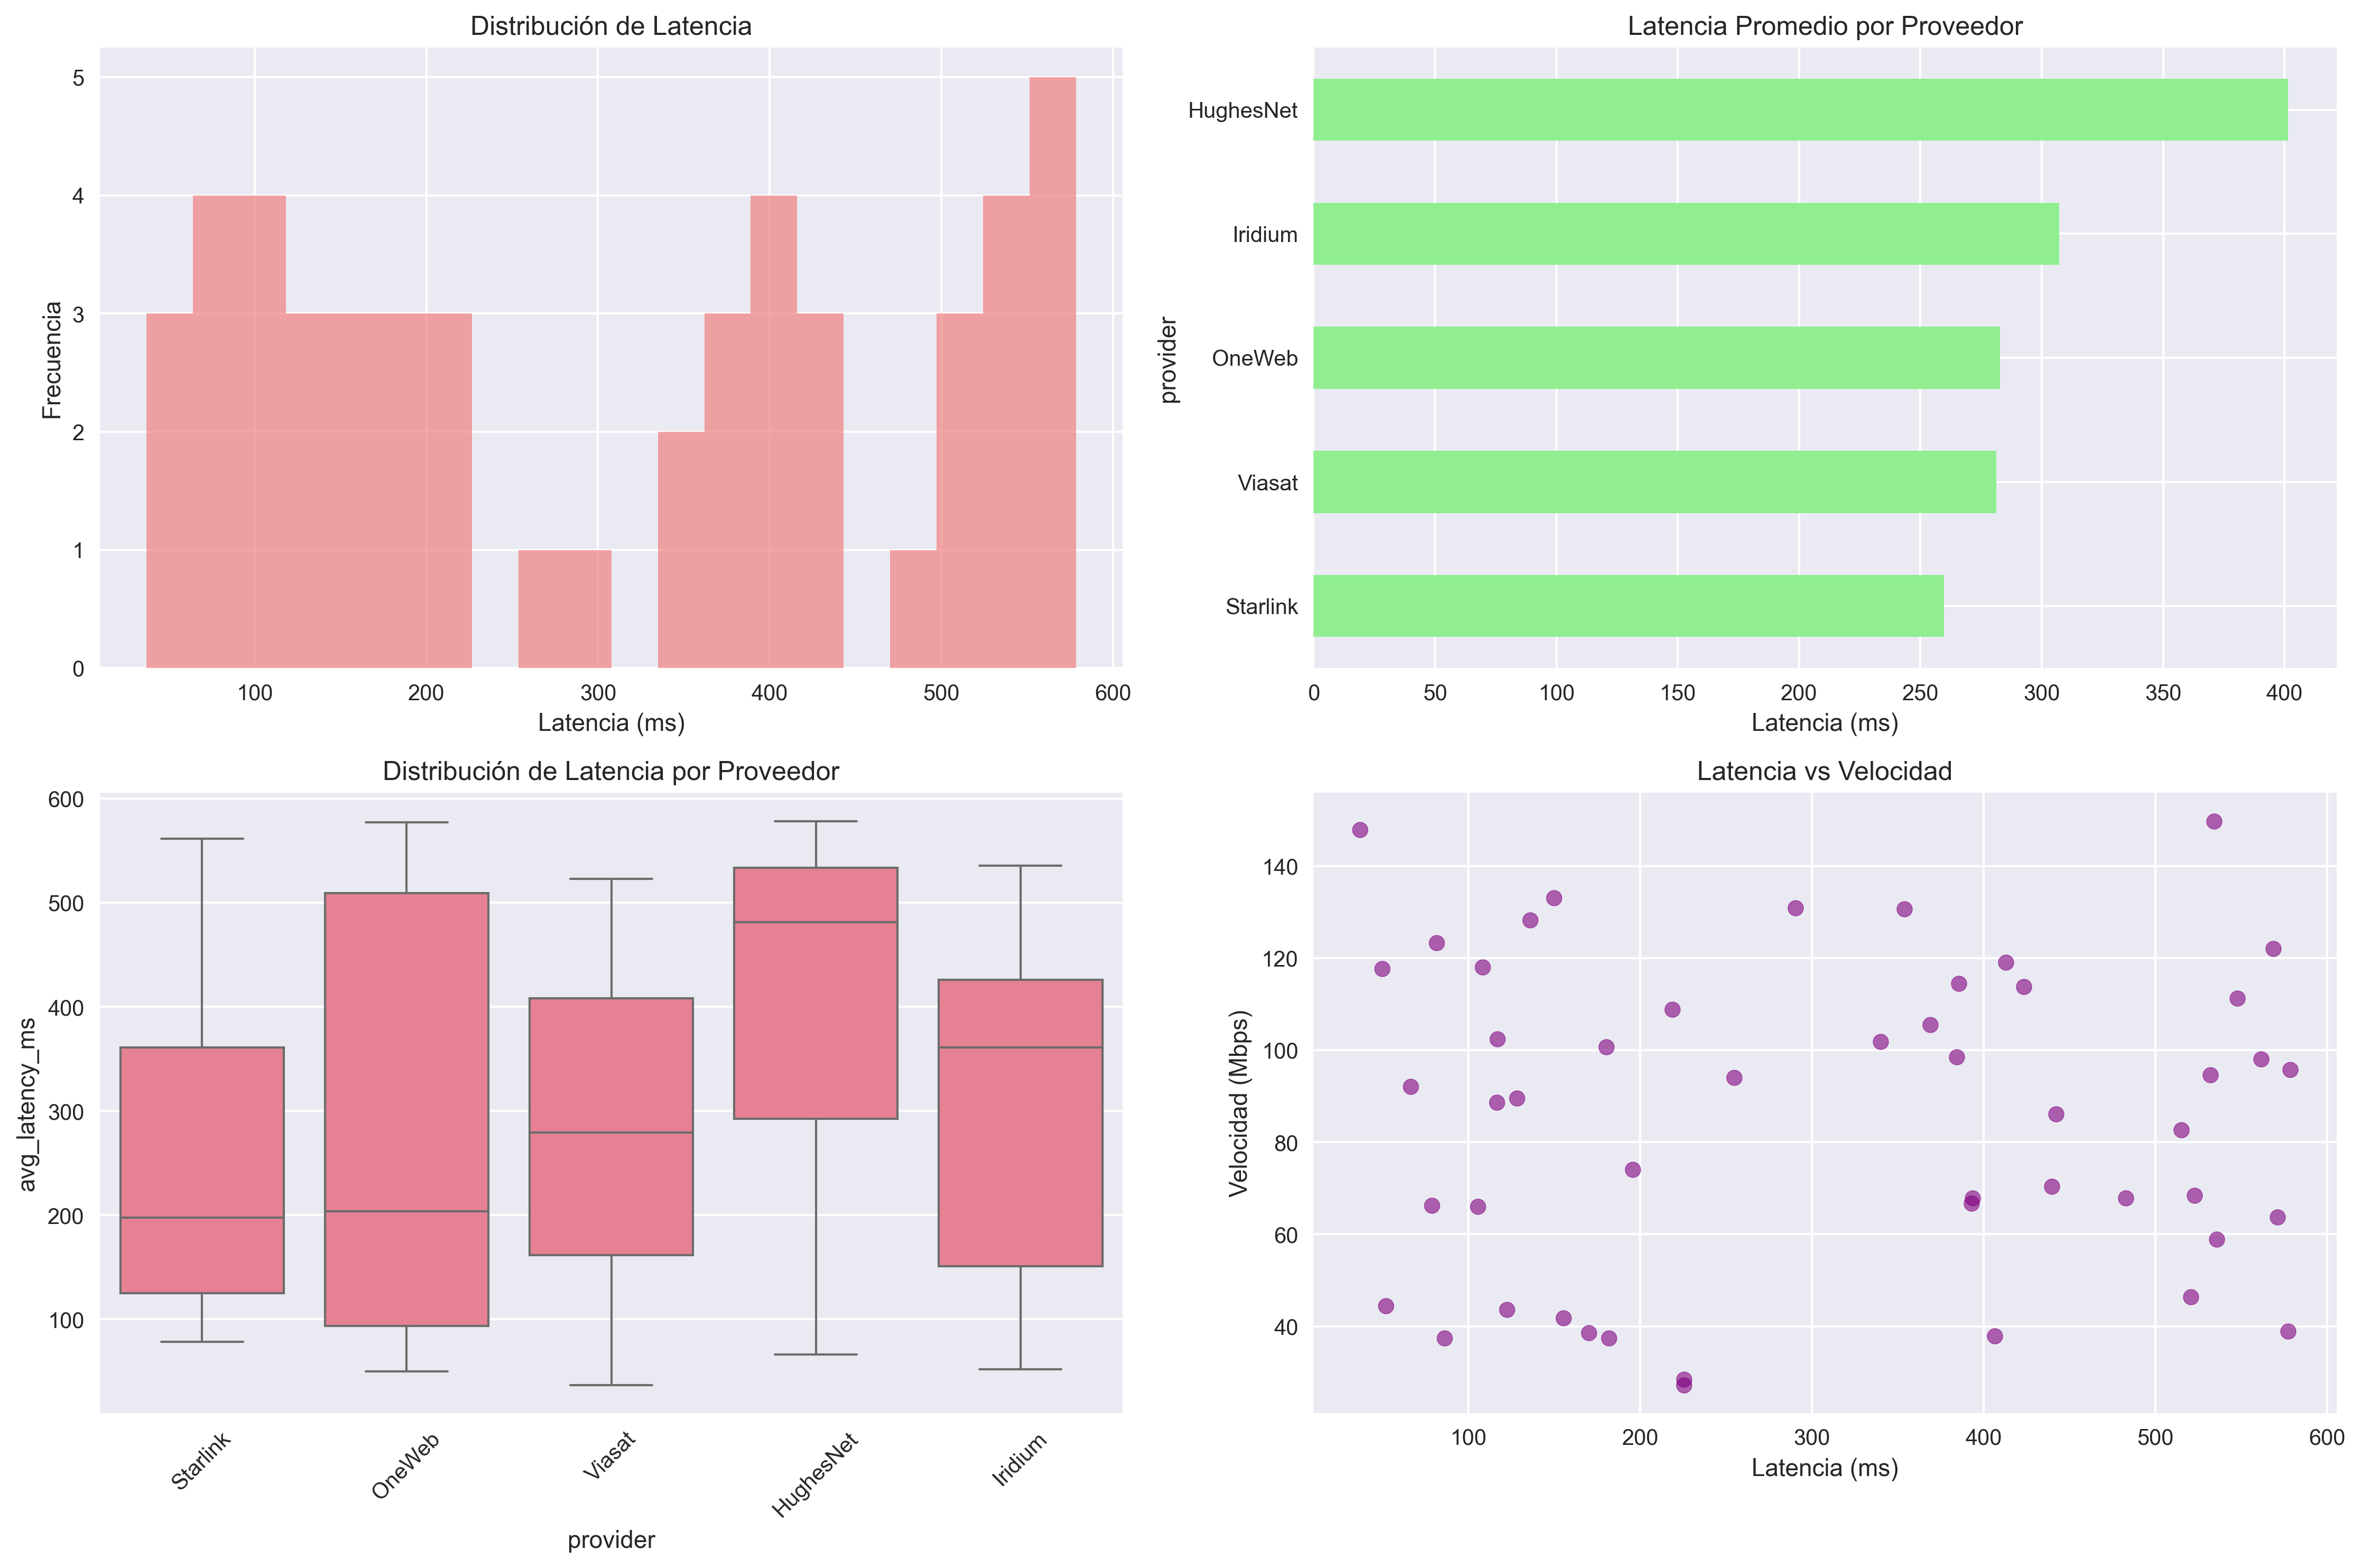 Distribución de Latencia
Frecuencia
5
4
3
2
1
0
100 200 300 400 500 600
Latencia (ms)
Latencia Promedio por Proveedor
provider
HughesNet
Iridium
OneWeb
Viasat
Starlink
0 50 100 150 200 250 300 350 400
Latencia (ms)
Distribución de Latencia por Proveedor
avg_latency_ms
600
500
400
300
200
100
Starlink OneWeb Viasat HughesNet Iridium
provider
Latencia vs Velocidad
Velocidad (Mbps)
140
120
100
80
60
40
100 200 300 400 500 600
Latencia (ms)